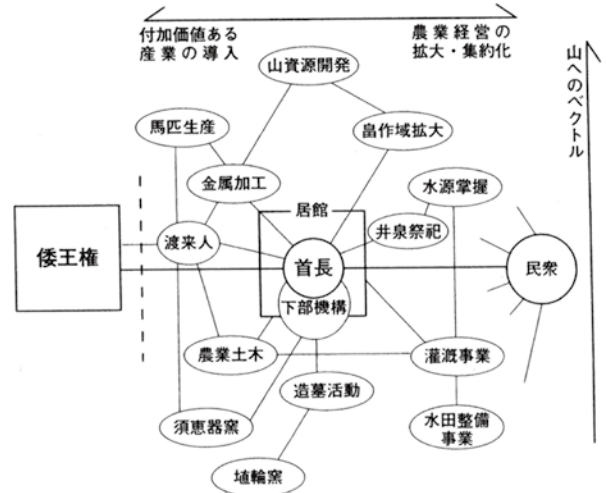 付加価値ある
産業の導入
農業経営の
拡大・集約化
山へのベクトル
山資源開発
馬匹生産
畠作域拡大
金属加工
水源掌握
居館
井泉祭祀
渡来人
倭王権
首長
民衆
下部機構
農業土木
灌漑事業
造墓活動
須恵器窯
水田整備
事業
埴輪窯